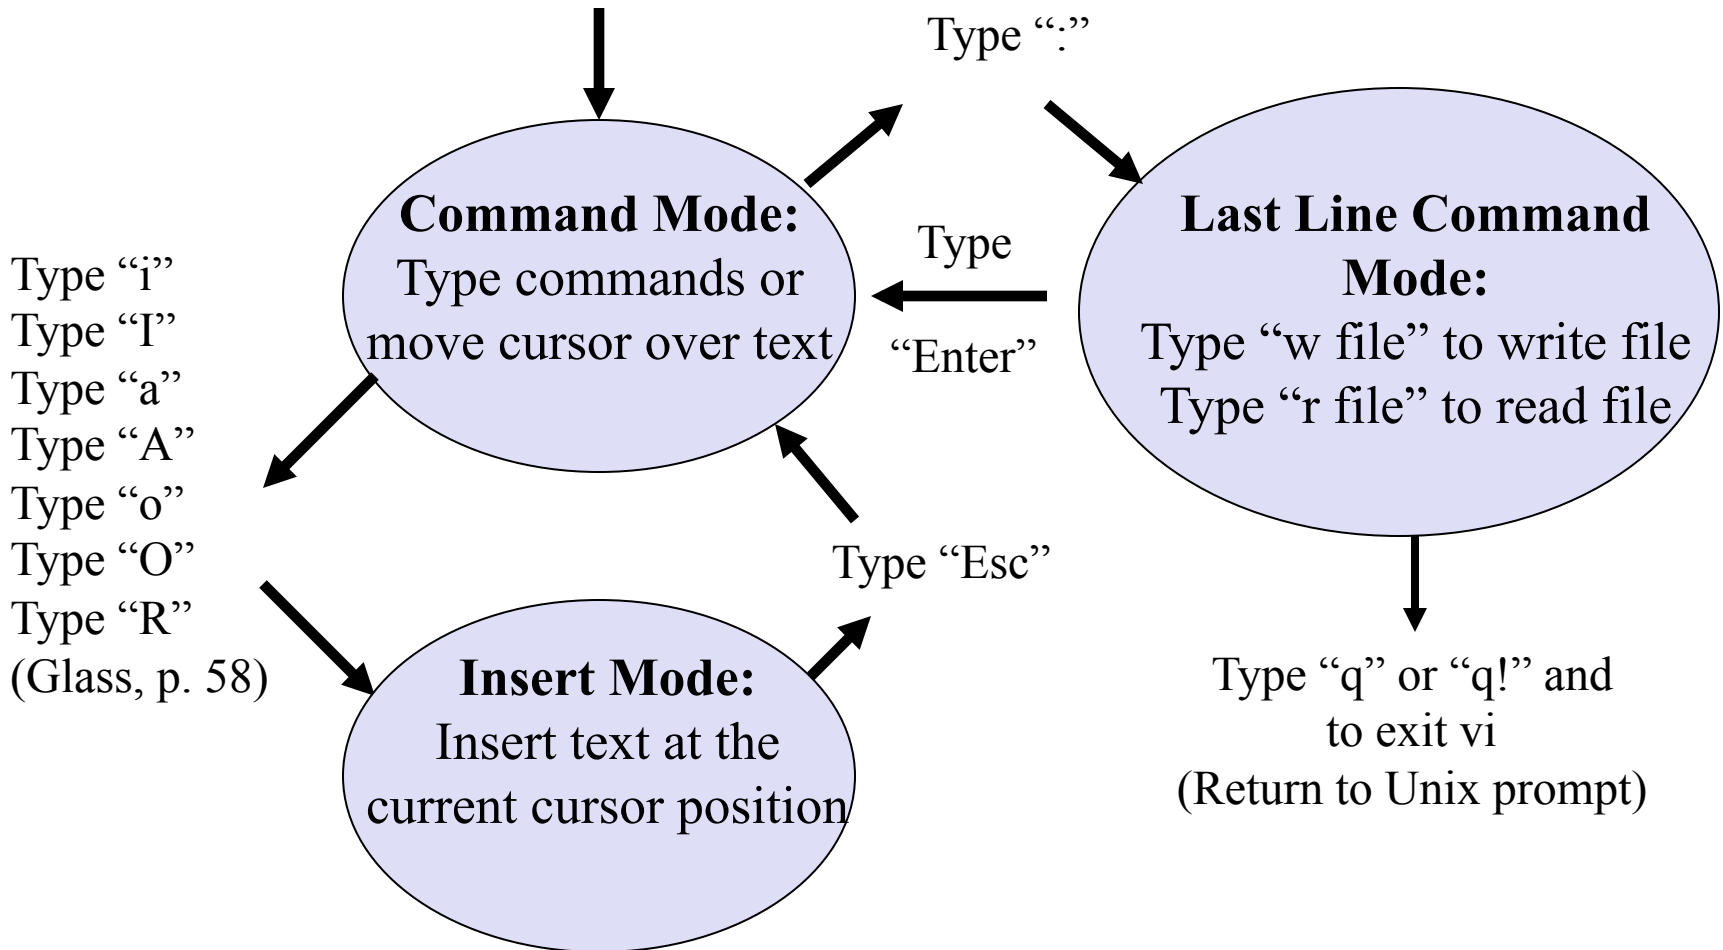 Type “:”
Command Mode:
Type commands or
move cursor over text
Type
“Enter”
Last Line Command
Mode:
Type “w file” to write file
Type “r file” to read file
Type “i”
Type “I”
Type “a”
Type “A”
Type “o”
Type “O”
Type “R”
(Glass, p. 58)
Type “Esc”
Insert Mode:
Insert text at the
current cursor position
Type “q” or “q!” and
to exit vi
(Return to Unix prompt)